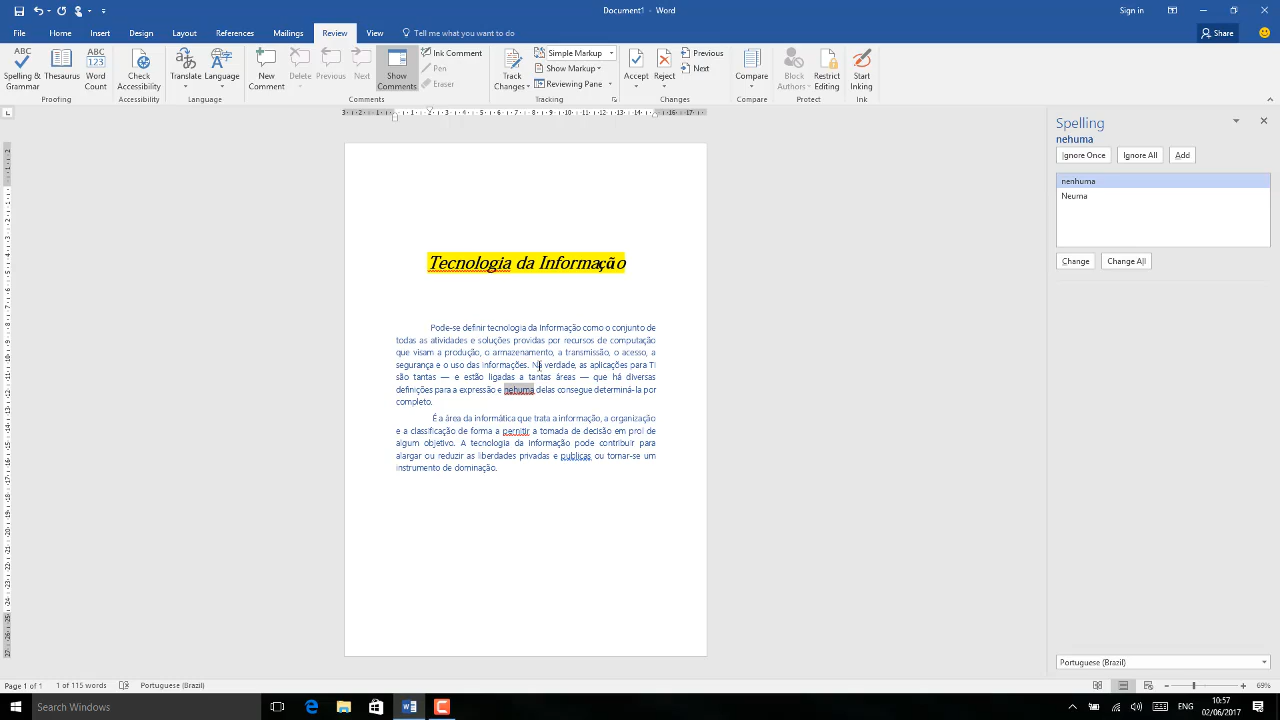 Document1 - Word
Sign in
File Home Insert Design Layout References Mailings Review View Tell me what you want to do
Share
Spelling & Grammar
Thesaurus
Word Count
Check Accessibility
Translate
Language
New Comment
Delete
Previous
Next
Show Comments
Ink Comment
Pen
Eraser
Track Changes
Simple Markup
Show Markup
Reviewing Pane
Accept
Reject
Previous
Next
Compare
Block Authors
Restrict Editing
Start Inking
Proofing Accessibility Language Comments Tracking Changes Compare Protect Ink
Tecnologia da Informação
Pode-se definir tecnologia da Informação como o conjunto de
todas as atividades e soluções providas por recursos de computação
que visam a produção, o armazenamento, a transmissão, o acesso, a
segurança e o uso das informações. Na verdade, as aplicações para TI
são tantas — e estão ligadas a tantas áreas — que há diversas
definições para a expressão e nehuma delas consegue determiná-la por
completo.
É a área da informática que trata a informação, a organização
e a classificação de forma a pernitir a tomada de decisão em prol de
algum objetivo. A tecnologia da Informação pode contribuir para
alargar ou reduzir as liberdades privadas e publicas ou tornar-se um
instrumento de dominação.
Spelling
nehuma
Ignore Once Ignore All Add
nenhuma
Neuma
Change Change All
Portuguese (Brazil)
Page 1 of 1 1 of 115 words Portuguese (Brazil)
69%
Search Windows
ENG
10:57
02/06/2017